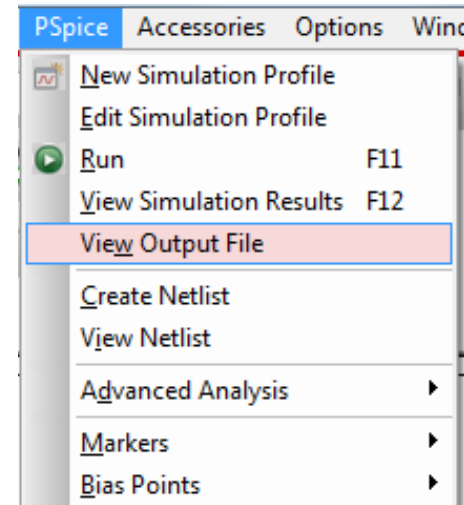 PSpice Accessories Options Wind
New Simulation Profile
Edit Simulation Profile
Run F11
View Simulation Results F12
View Output File
Create Netlist
View Netlist
Advanced Analysis
Markers
Bias Points